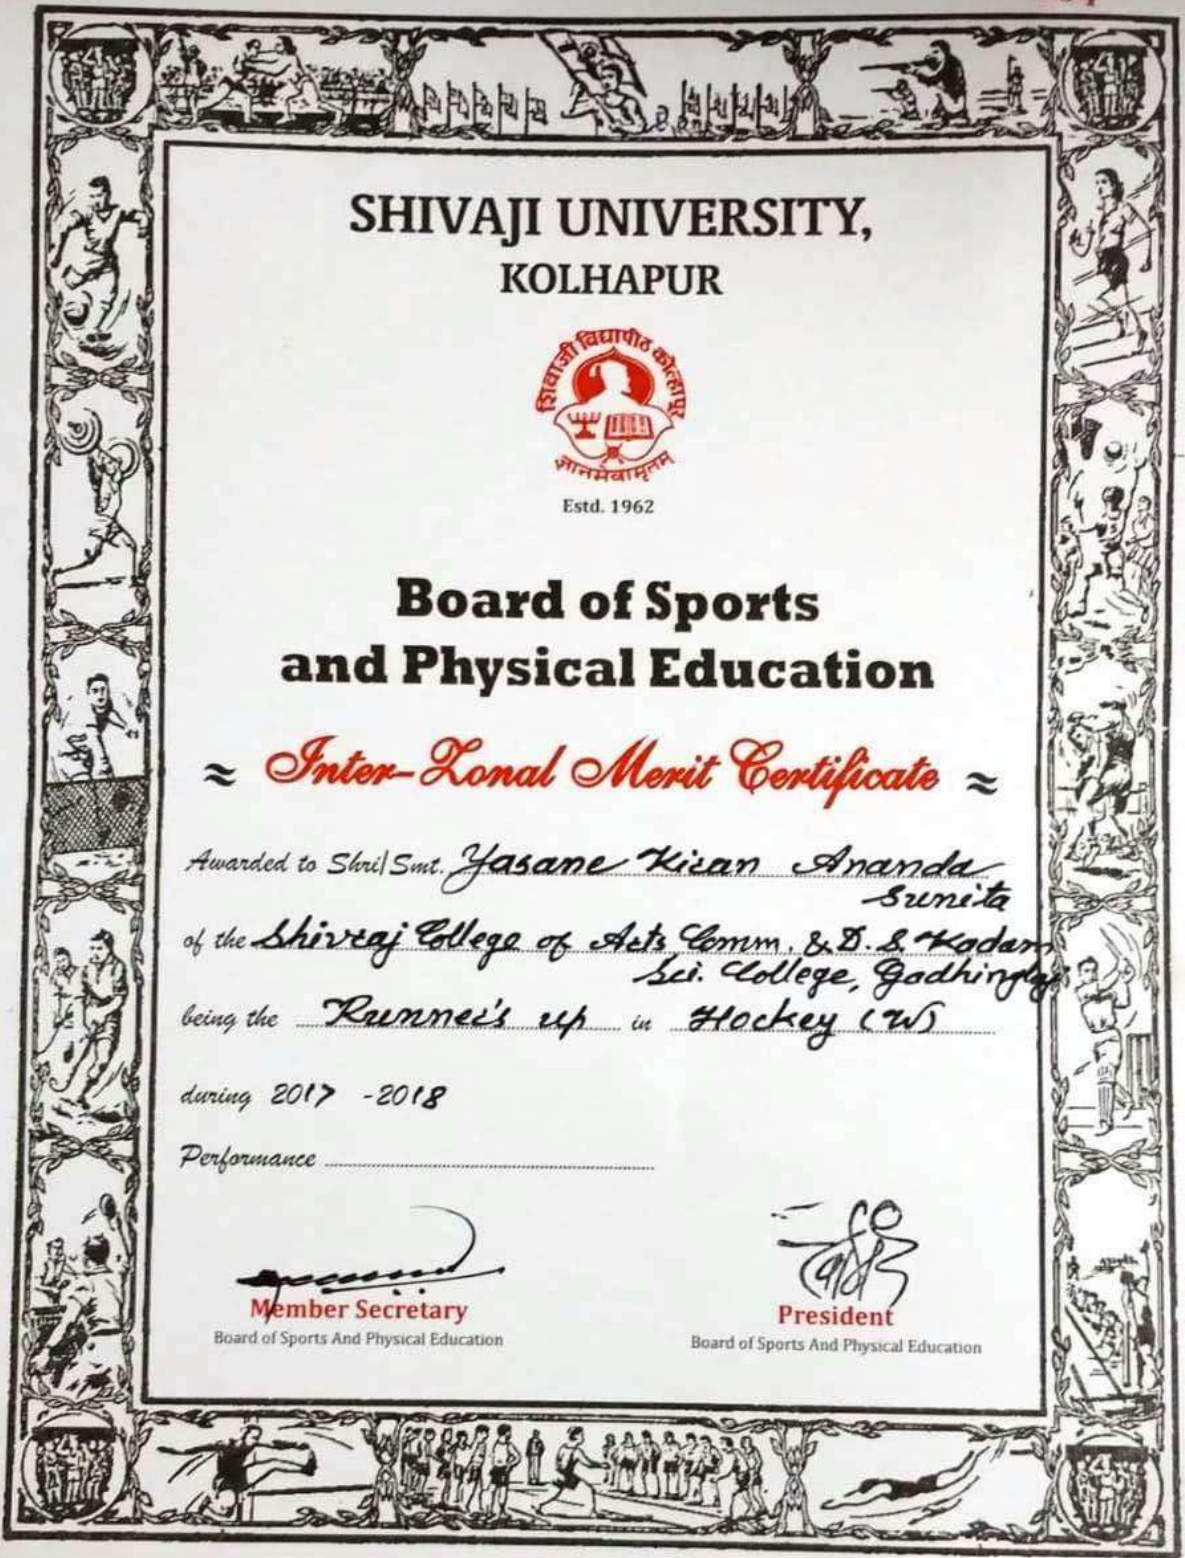 SHIVAJI UNIVERSITY,
KOLHAPUR
शिवाजी विद्यापीठ कोल्हापूर
ज्ञानमेवामृतम्
Estd. 1962
Board of Sports
and Physical Education
≈ Inter-Zonal Merit Certificate ≈
Awarded to Shri/Smt. Yasane Kiran Ananda
Sunita
of the Shivraj College of Arts Comm. & D. S. Kadam
Sci. College, Gadhinglaj
being the Runner's up in Hockey (W)
during 2017 -2018
Performance
Member Secretary
Board of Sports And Physical Education
President
Board of Sports And Physical Education